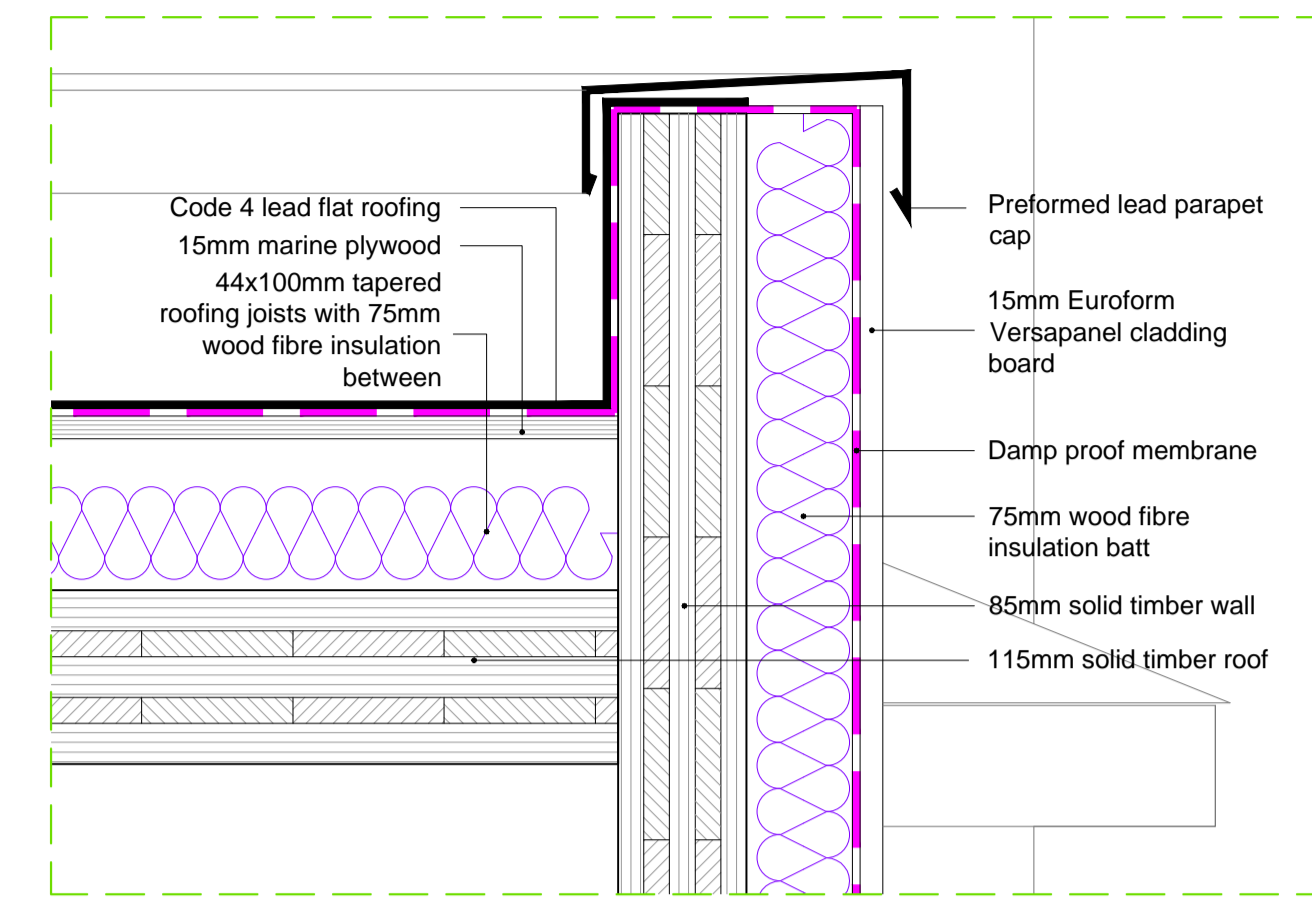 Code 4 lead flat roofing
15mm marine plywood
44x100mm tapered
roofing joists with 75mm
wood fibre insulation
between
Preformed lead parapet
cap
15mm Euroform
Versapanel cladding
board
Damp proof membrane
75mm wood fibre
insulation batt
85mm solid timber wall
115mm solid timber roof